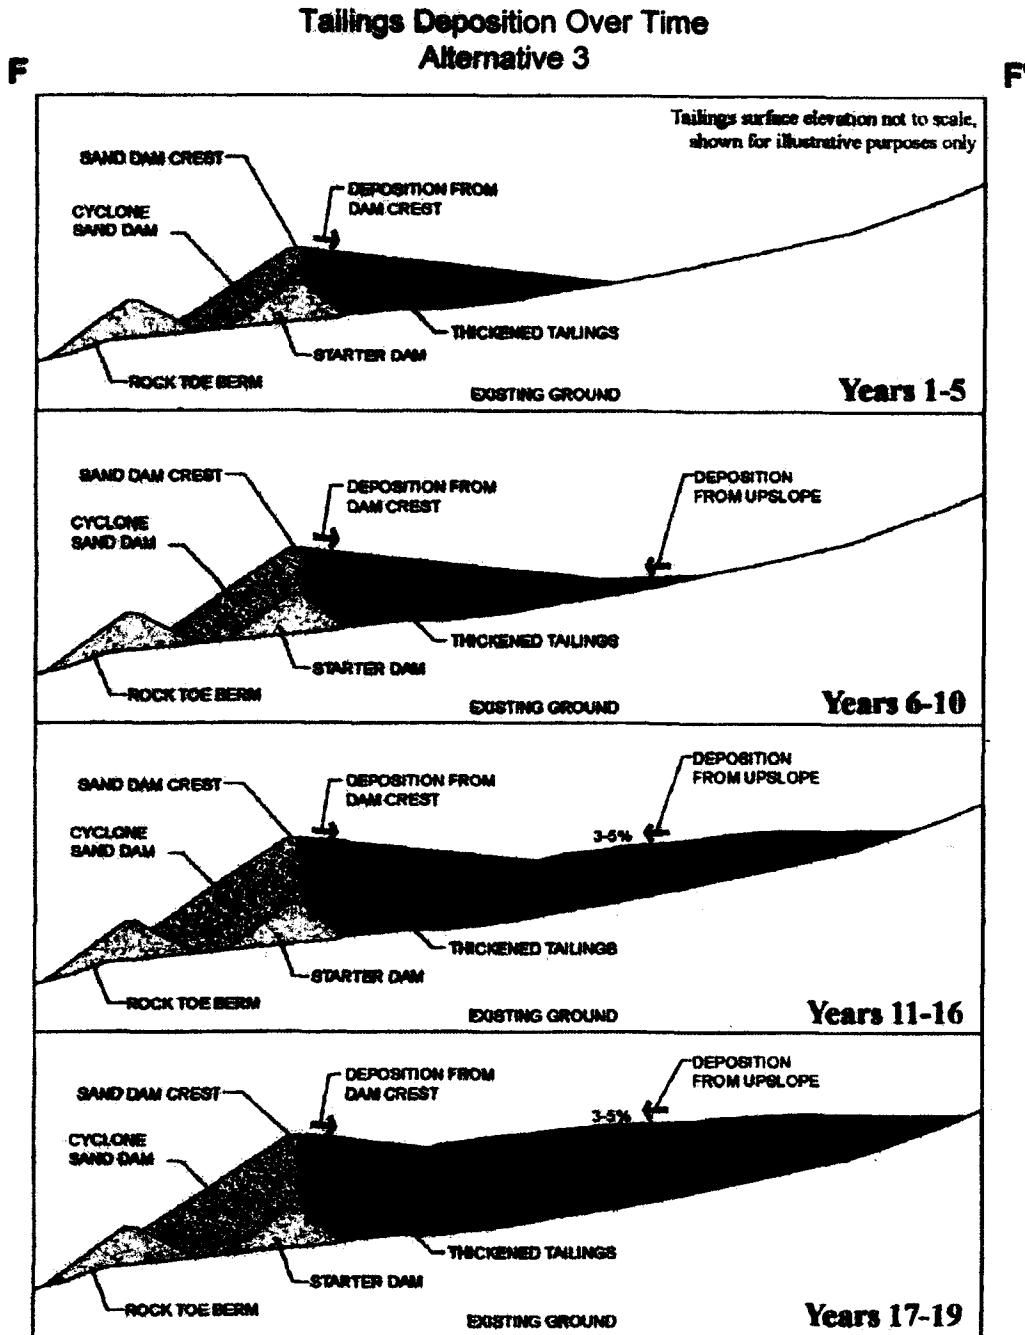 Tailings Deposition Over Time
Alternative 3
F
F'
Tailings surface elevation not to scale,
shown for illustrative purposes only
SAND DAM CREST
DEPOSITION FROM
DAM CREST
CYCLONE
SAND DAM
THICKENED TAILINGS
STARTER DAM
ROCK TOE BERM
EXISTING GROUND
Years 1-5
SAND DAM CREST
DEPOSITION FROM
DAM CREST
DEPOSITION
FROM UPSLOPE
CYCLONE
SAND DAM
THICKENED TAILINGS
STARTER DAM
ROCK TOE BERM
EXISTING GROUND
Years 6-10
SAND DAM CREST
DEPOSITION FROM
DAM CREST
DEPOSITION
FROM UPSLOPE
3-5%
CYCLONE
SAND DAM
THICKENED TAILINGS
STARTER DAM
ROCK TOE BERM
EXISTING GROUND
Years 11-16
SAND DAM CREST
DEPOSITION FROM
DAM CREST
DEPOSITION
FROM UPSLOPE
3-5%
CYCLONE
SAND DAM
THICKENED TAILINGS
STARTER DAM
ROCK TOE BERM
EXISTING GROUND
Years 17-19